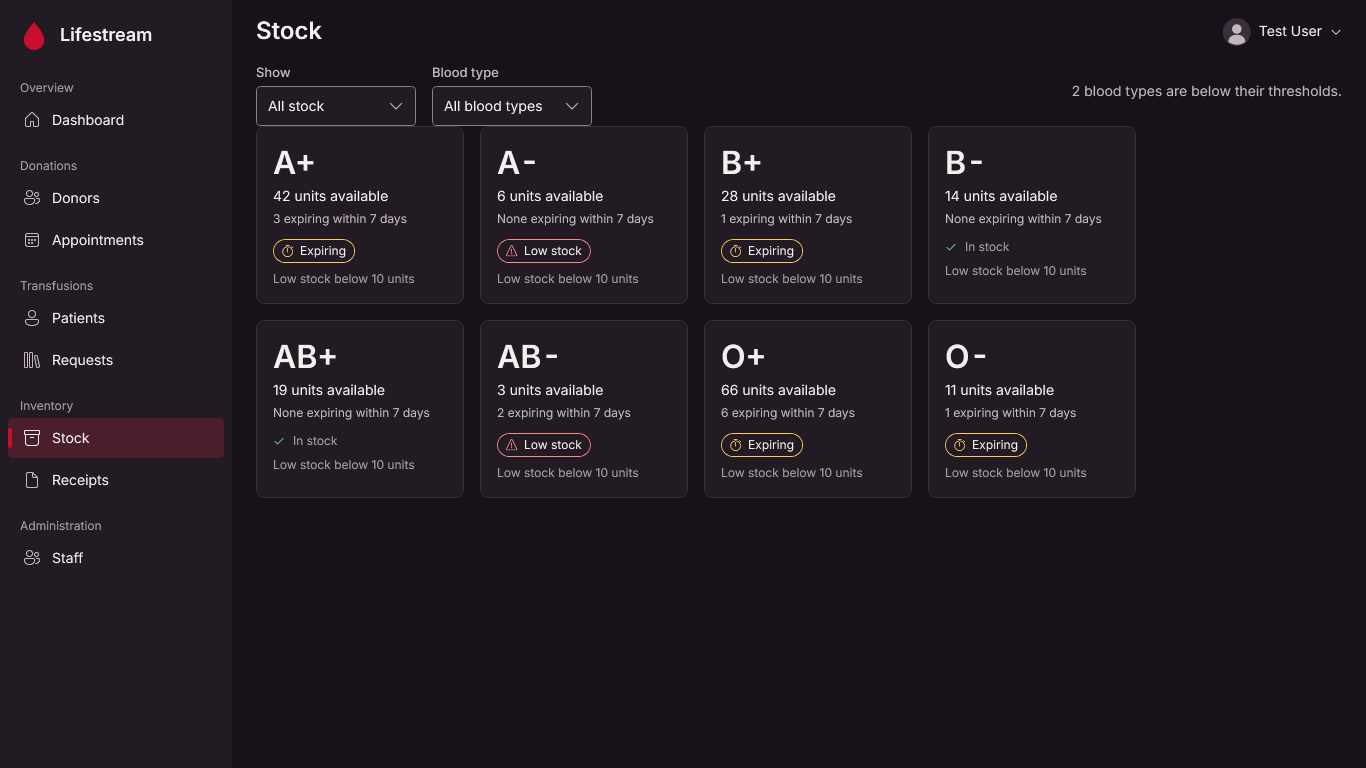 Lifestream
Overview
Dashboard
Donations
Donors
Appointments
Transfusions
Patients
Requests
Inventory
Stock
Receipts
Administration
Staff
Stock
Test User
Show
All stock
Blood type
All blood types
2 blood types are below their thresholds.
A+
42 units available
3 expiring within 7 days
Expiring
Low stock below 10 units
A-
6 units available
None expiring within 7 days
Low stock
Low stock below 10 units
B+
28 units available
1 expiring within 7 days
Expiring
Low stock below 10 units
B-
14 units available
None expiring within 7 days
In stock
Low stock below 10 units
AB+
19 units available
None expiring within 7 days
In stock
Low stock below 10 units
AB-
3 units available
2 expiring within 7 days
Low stock
Low stock below 10 units
O+
66 units available
6 expiring within 7 days
Expiring
Low stock below 10 units
O-
11 units available
1 expiring within 7 days
Expiring
Low stock below 10 units